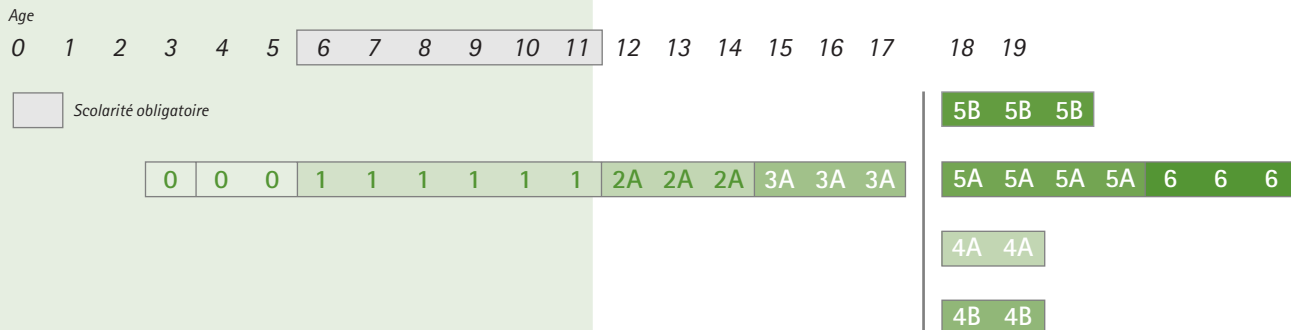 Age
0 1 2 3 4 5 6 7 8 9 10 11 12 13 14 15 16 17 18 19
Scolarité obligatoire
5B 5B 5B
0 0 0 1 1 1 1 1 1 2A 2A 2A 3A 3A 3A 5A 5A 5A 5A 6 6 6
4A 4A
4B 4B